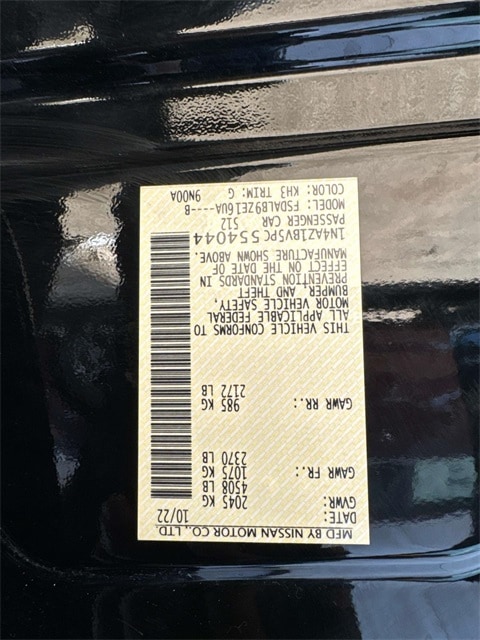 MFD BY NISSAN MOTOR CO., LTD.
DATE: 10/22
GVWR: 2045 KG
4508 LB
GAWR FR.: 1075 KG
2370 LB
GAWR RR.: 985 KG
2172 LB
THIS VEHICLE CONFORMS TO
ALL APPLICABLE FEDERAL
MOTOR VEHICLE SAFETY,
BUMPER, AND THEFT
PREVENTION STANDARDS IN
EFFECT ON THE DATE OF
MANUFACTURE SHOWN ABOVE.
1N4AZ1BV5PC554044
PASSENGER CAR 512
MODEL: FSDALB9ZE16UA----B
COLOR: KH3 TRIM: G 9N00A